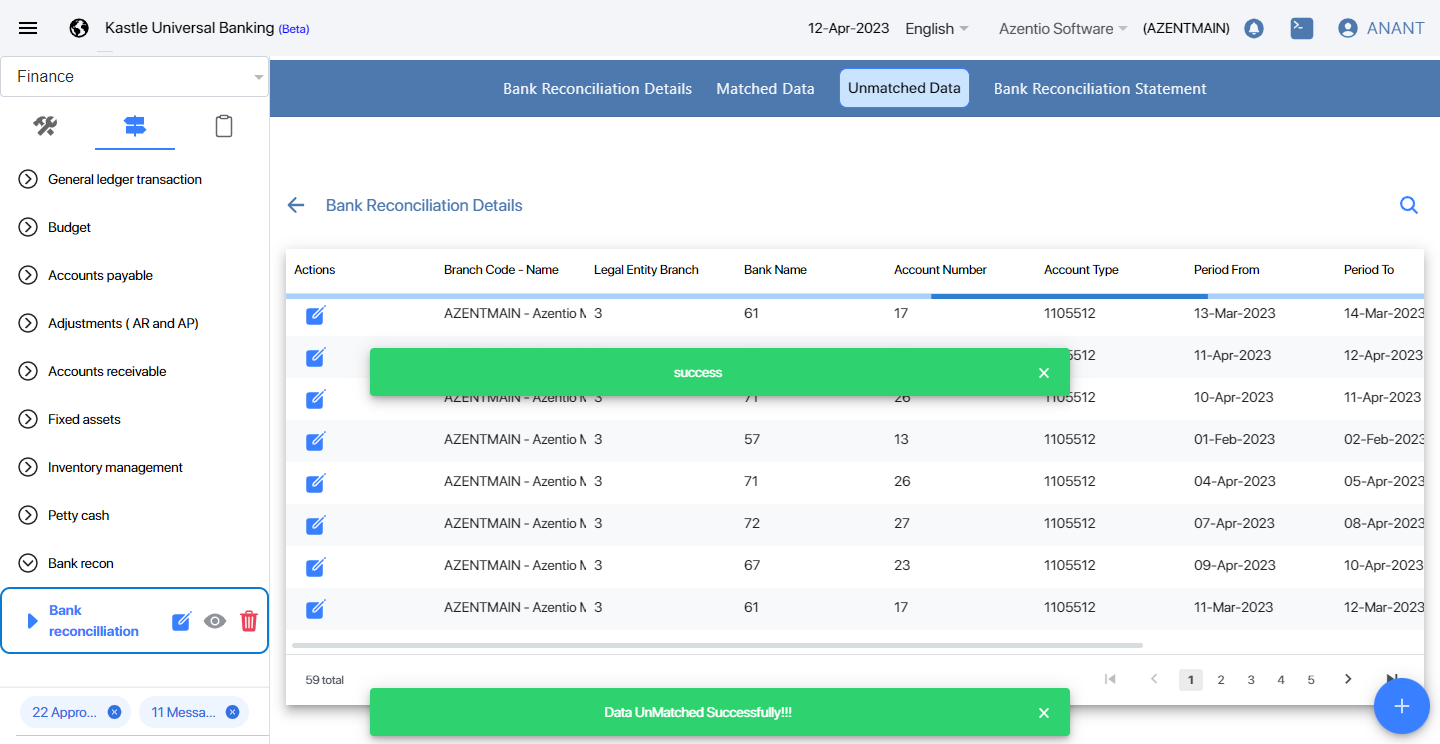 Kastle Universal Banking (Beta)
12-Apr-2023 English Azentio Software (AZENTMAIN) ANANT
Finance
Bank Reconciliation Details Matched Data Unmatched Data Bank Reconciliation Statement
General ledger transaction
Budget
Accounts payable
Adjustments ( AR and AP)
Accounts receivable
Fixed assets
Inventory management
Petty cash
Bank recon
Bank
reconcilliation
22 Appro...
11 Messa...
Bank Reconciliation Details
Actions Branch Code - Name Legal Entity Branch Bank Name Account Number Account Type Period From Period To
AZENTMAIN - Azentio M 3 61 17 1105512 13-Mar-2023 14-Mar-2023
5512 11-Apr-2023 12-Apr-2023
success
AZENTMAIN - Azentio M 3 71 26 1105512 10-Apr-2023 11-Apr-2023
AZENTMAIN - Azentio M 3 57 13 1105512 01-Feb-2023 02-Feb-2023
AZENTMAIN - Azentio M 3 71 26 1105512 04-Apr-2023 05-Apr-2023
AZENTMAIN - Azentio M 3 72 27 1105512 07-Apr-2023 08-Apr-2023
AZENTMAIN - Azentio M 3 67 23 1105512 09-Apr-2023 10-Apr-2023
AZENTMAIN - Azentio M 3 61 17 1105512 11-Mar-2023 12-Mar-2023
59 total 1 2 3 4 5
Data UnMatched Successfully!!!